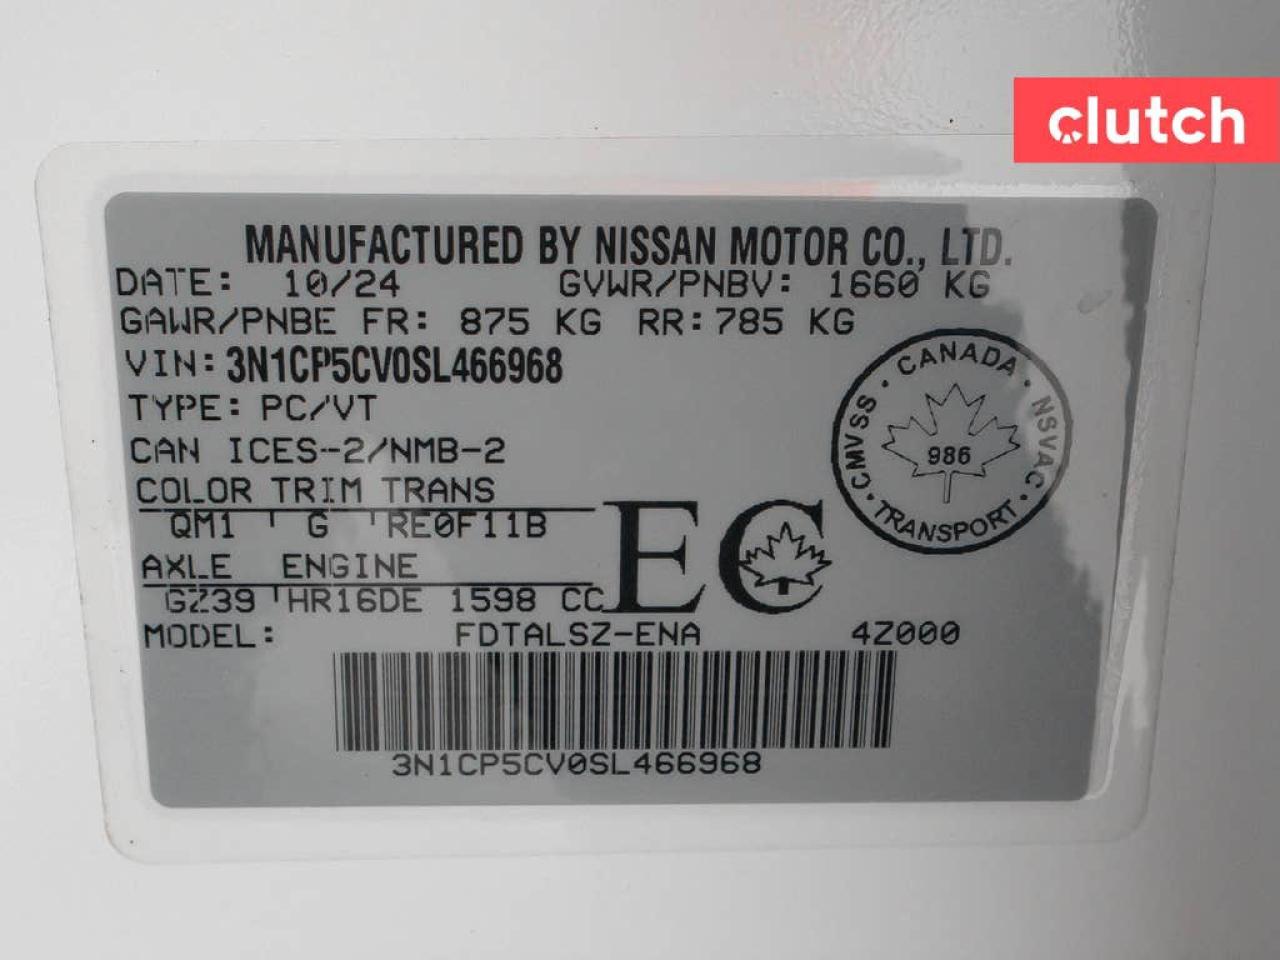 clutch
MANUFACTURED BY NISSAN MOTOR CO., LTD.
DATE: 10/24 GVWR/PNBV: 1660 KG
GAWR/PNBE FR: 875 KG RR: 785 KG
VIN: 3N1CP5CV0SL466968
TYPE: PC/VT
CAN ICES-2/NMB-2
COLOR TRIM TRANS
QM1 G RE0F11B
AXLE ENGINE
GZ39 HR16DE 1598 CC
EC
CANADA · NSVAC · TRANSPORT · CMVSS ·
986
MODEL: FDTALSZ-ENA 4Z000
3N1CP5CV0SL466968